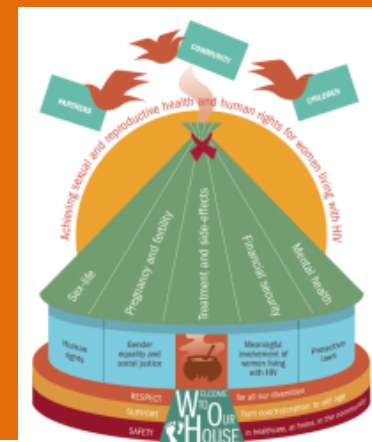 COMMUNITY
PARTNERS
CHILDREN
Achieving sexual and reproductive health and human rights for women living with HIV
Sex-life
Pregnancy and fertility
Treatment and side-effects
Financial security
Mental health
Human rights
Gender equality and social justice
Meaningful involvement of women living with HIV
Protective laws
RESPECT for all our diversities
SUPPORT from contraception to old age
SAFETY in healthcare, at home, in the community
WELCOME
TO OUR
HOUSE